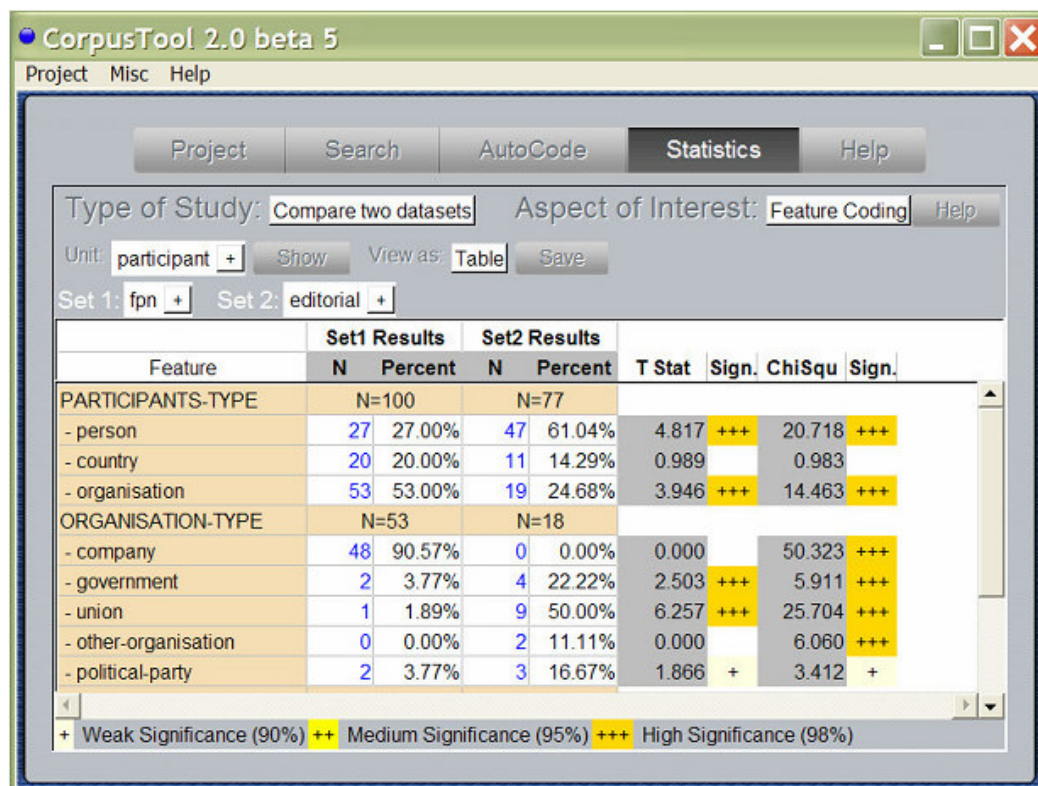 CorpusTool 2.0 beta 5
Project Misc Help
Project Search AutoCode Statistics Help
Type of Study: Compare two datasets Aspect of Interest: Feature Coding Help
Unit: participant + Show View as: Table Save
Set 1: fpn + Set 2: editorial +
Set1 Results Set2 Results
Feature N Percent N Percent T Stat Sign. ChiSqu Sign.
PARTICIPANTS-TYPE N=100 N=77
- person 27 27.00% 47 61.04% 4.817 +++ 20.718 +++
- country 20 20.00% 11 14.29% 0.989 0.983
- organisation 53 53.00% 19 24.68% 3.946 +++ 14.463 +++
ORGANISATION-TYPE N=53 N=18
- company 48 90.57% 0 0.00% 0.000 50.323 +++
- government 2 3.77% 4 22.22% 2.503 +++ 5.911 +++
- union 1 1.89% 9 50.00% 6.257 +++ 25.704 +++
- other-organisation 0 0.00% 2 11.11% 0.000 6.060 +++
- political-party 2 3.77% 3 16.67% 1.866 + 3.412 +
+ Weak Significance (90%) ++ Medium Significance (95%) +++ High Significance (98%)